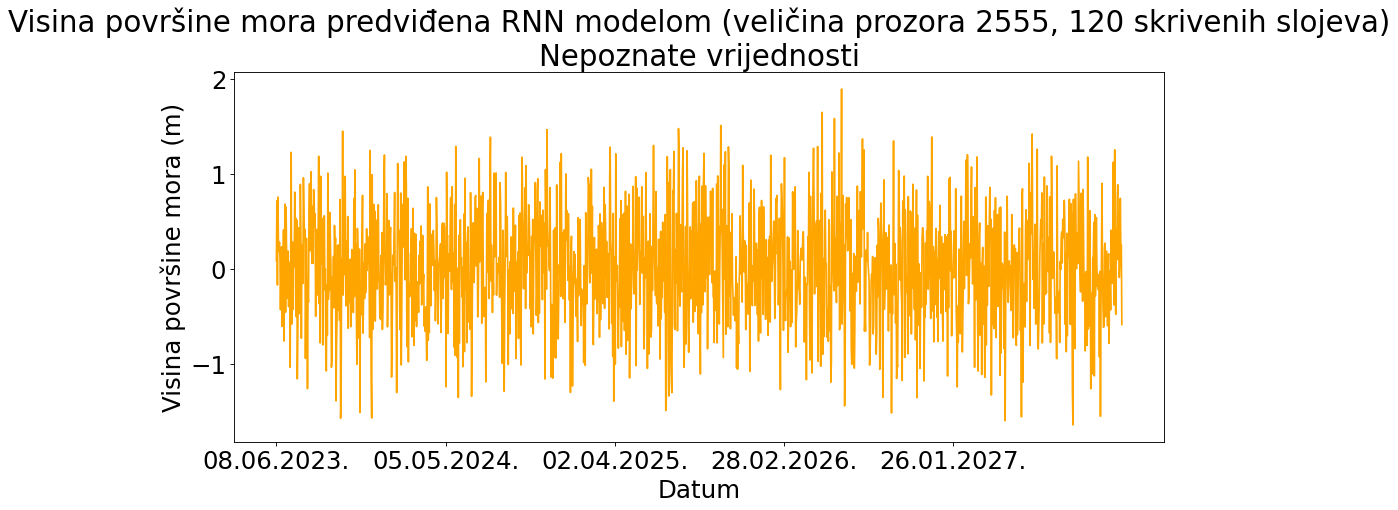 Visina površine mora predviđena RNN modelom (veličina prozora 2555, 120 skrivenih slojeva)
Nepoznate vrijednosti
Visina površine mora (m)
2
1
0
−1
08.06.2023. 05.05.2024. 02.04.2025. 28.02.2026. 26.01.2027.
Datum